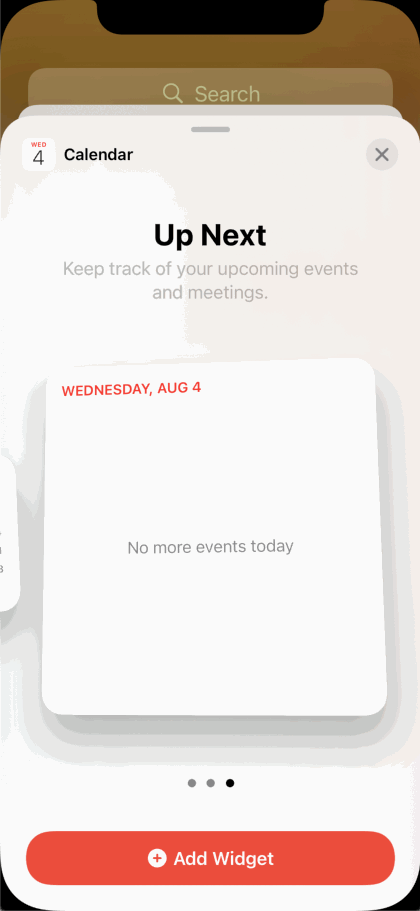 Search
WED
4
Calendar
Up Next
Keep track of your upcoming events
and meetings.
WEDNESDAY, AUG 4
No more events today
Add Widget